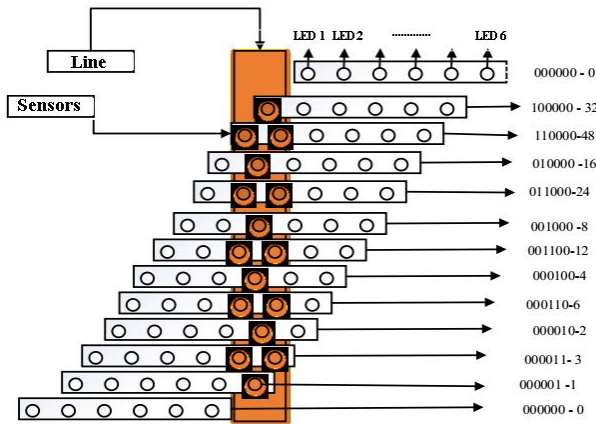 LED 1 LED 2 ............. LED 6
Line
000000 - 0
Sensors
100000 - 32
110000-48
010000 -16
011000-24
001000 -8
001100-12
000100-4
000110-6
000010-2
000011- 3
000001 -1
000000 - 0